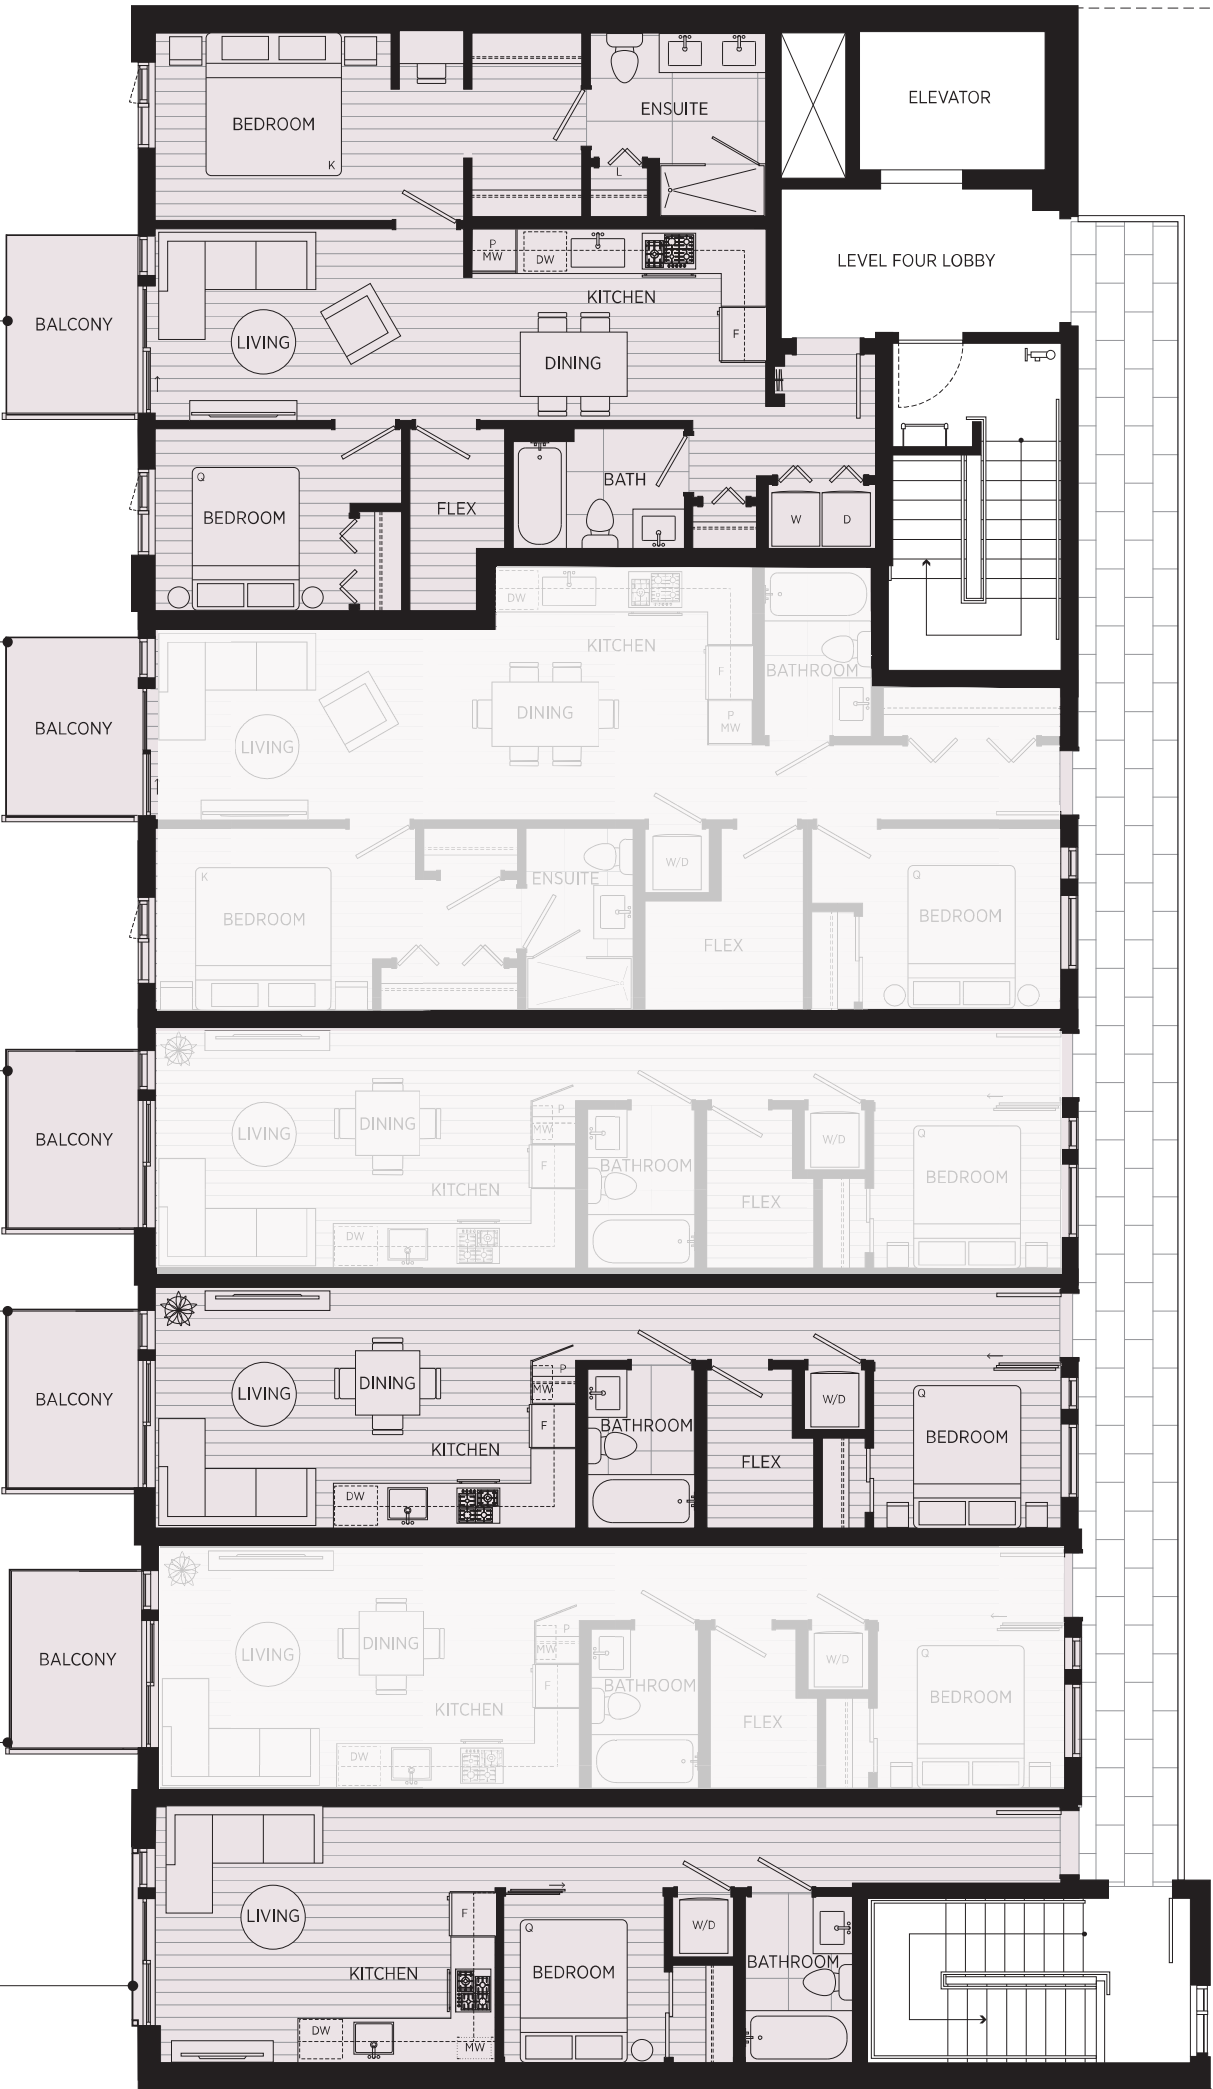 BEDROOM
K
ENSUITE
L
ELEVATOR
LEVEL FOUR LOBBY
BALCONY
LIVING
P
MW
DW
KITCHEN
DINING
F
Q
BEDROOM
FLEX
BATH
W
D
BALCONY
LIVING
DINING
DW
KITCHEN
F
P
MW
BATHROOM
K
BEDROOM
ENSUITE
W/D
FLEX
Q
BEDROOM
BALCONY
LIVING
DINING
P
MW
F
KITCHEN
DW
BATHROOM
FLEX
W/D
Q
BEDROOM
BALCONY
LIVING
DINING
P
MW
F
KITCHEN
DW
BATHROOM
FLEX
W/D
Q
BEDROOM
BALCONY
LIVING
DINING
P
MW
F
KITCHEN
DW
BATHROOM
FLEX
W/D
Q
BEDROOM
LIVING
F
KITCHEN
DW
MW
Q
BEDROOM
W/D
BATHROOM